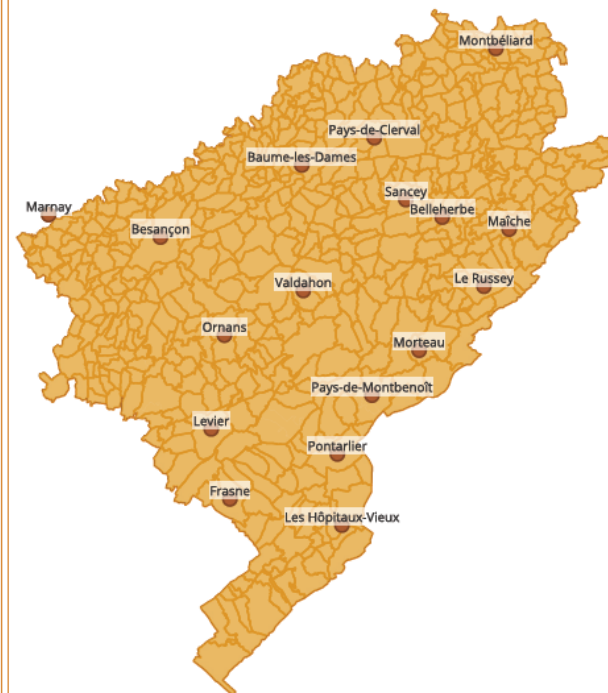 Montbéliard
Pays-de-Clerval
Baume-les-Dames
Sancey
Marnay
Belleherbe
Besançon
Maîche
Valdahon
Le Russey
Ornans
Morteau
Pays-de-Montbenoît
Levier
Pontarlier
Frasne
Les Hôpitaux-Vieux